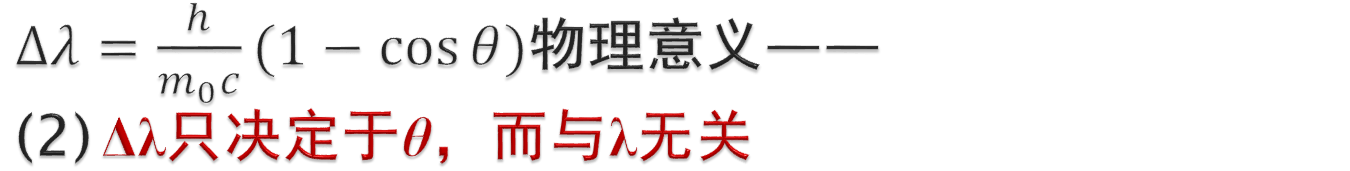 Δλ = h/(m₀c) (1 − cos θ)物理意义——
(2) Δλ只决定于θ，而与λ无关